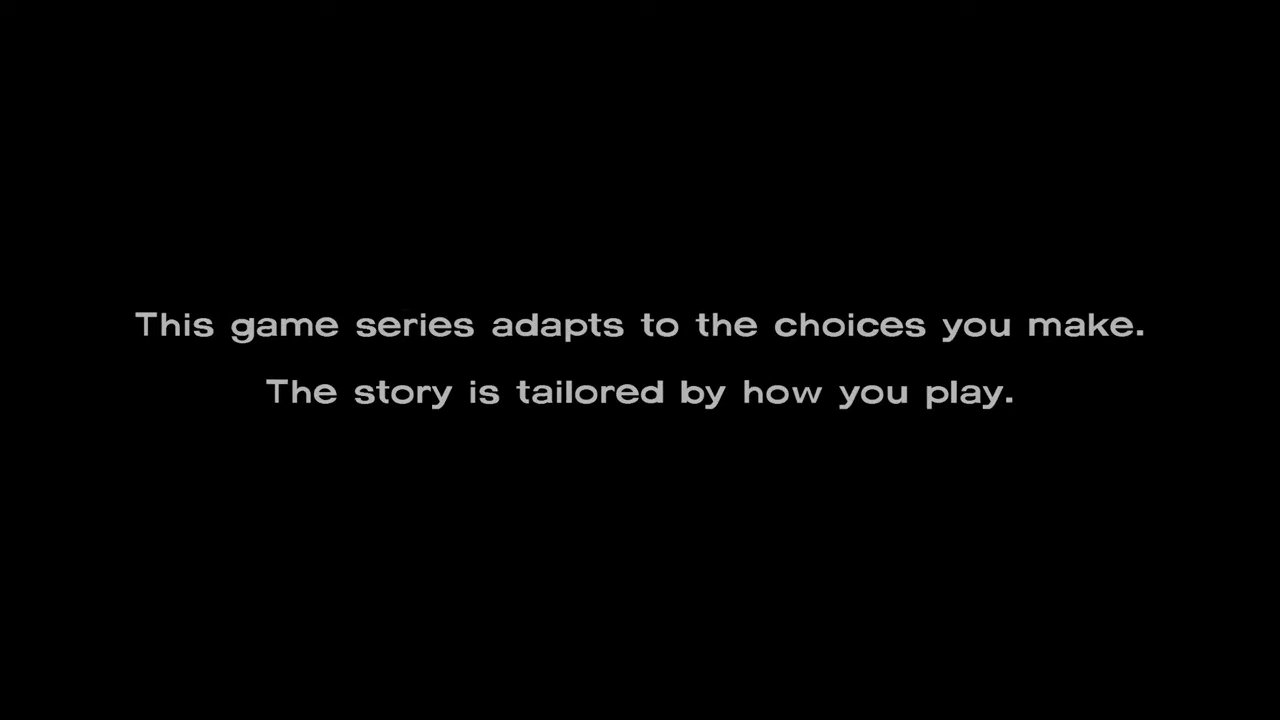 This game series adapts to the choices you make.
The story is tailored by how you play.